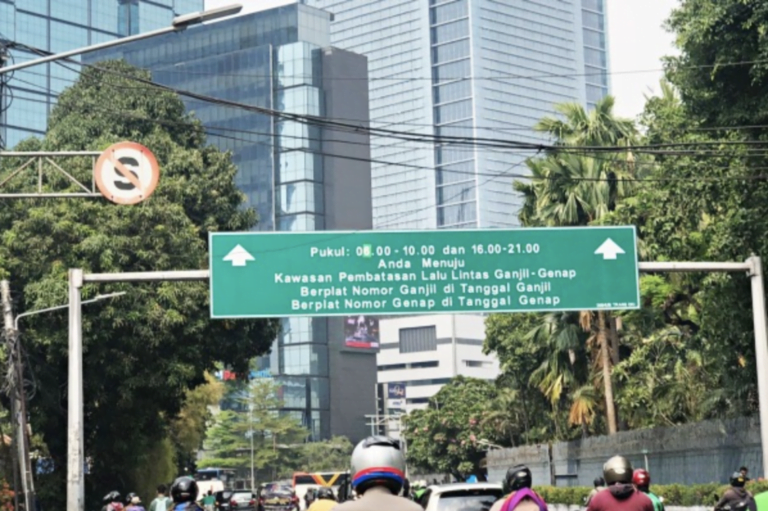 S
Pukul: 06.00 - 10.00 dan 16.00-21.00
Anda Menuju
Kawasan Pembatasan Lalu Lintas Ganjil-Genap
Berplat Nomor Ganjil di Tanggal Ganjil
Berplat Nomor Genap di Tanggal Genap